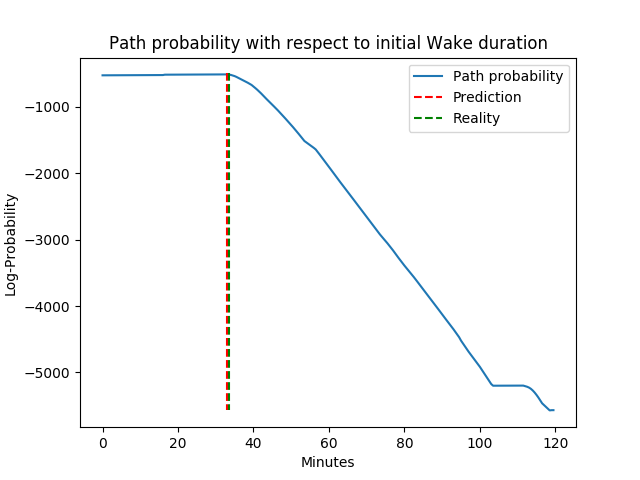 Path probability with respect to initial Wake duration
Path probability
Prediction
Reality
Log-Probability
−1000
−2000
−3000
−4000
−5000
0 20 40 60 80 100 120
Minutes